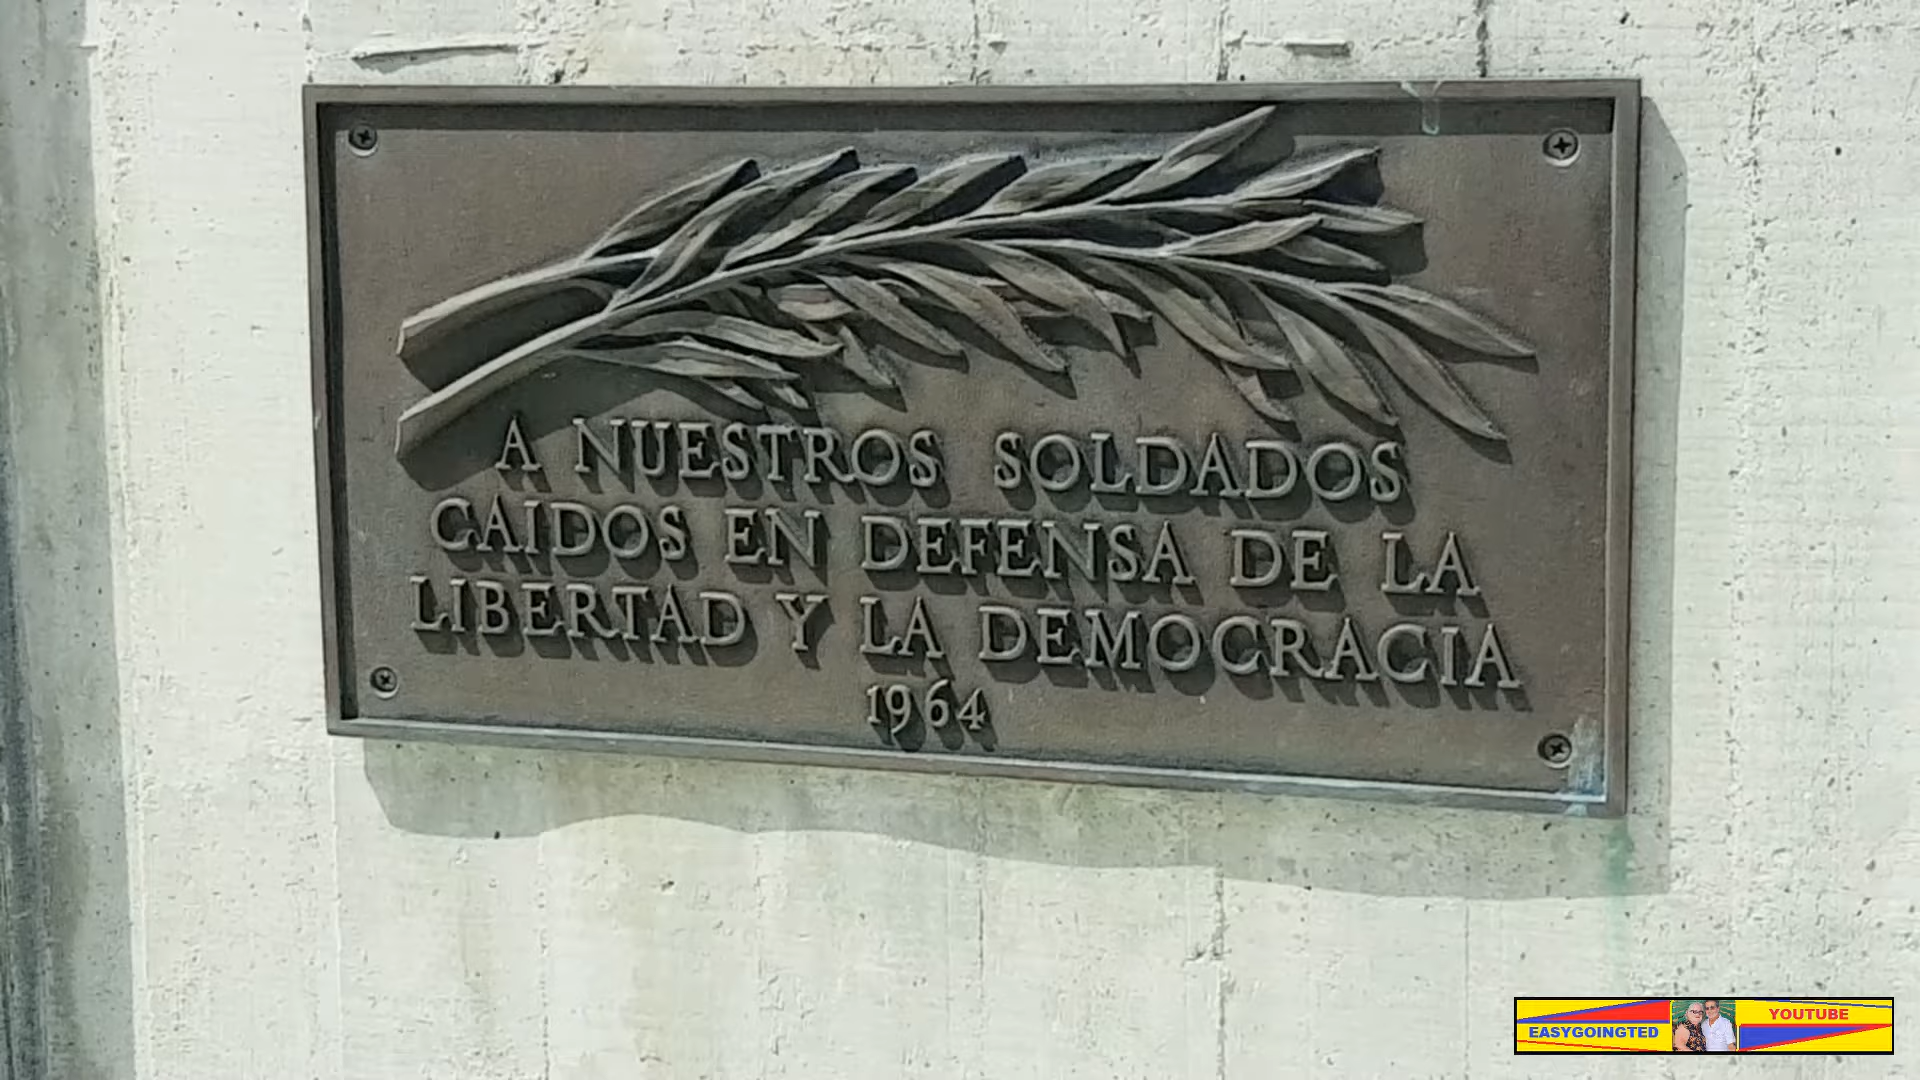 A NUESTROS SOLDADOS
CAIDOS EN DEFENSA DE LA
LIBERTAD Y LA DEMOCRACIA
1964
EASYGOINGTED
YOUTUBE